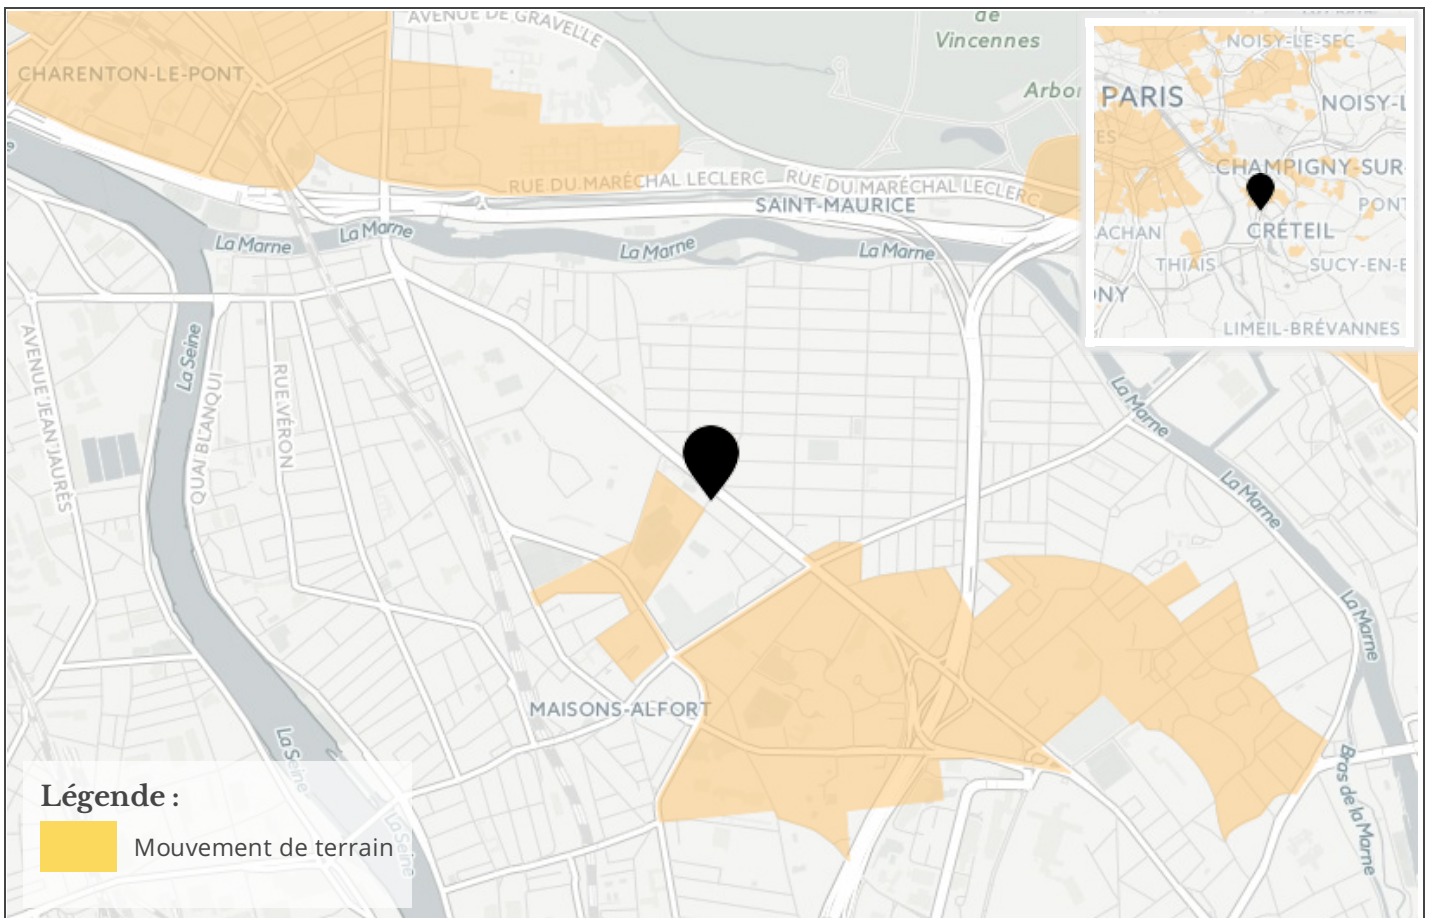 AVENUE DE GRAVELLE
de
Vincennes
CHARENTON-LE-PONT
Arbo
RUE DU MARÉCHAL LECLERC
RUE DU MARÉCHAL LECLERC
SAINT-MAURICE
La Marne
La Marne
La Marne
La Marne
La Seine
AVENUE JEAN JAURÈS
QUAI BLANQUI
RUE VÉRON
La Marne
La Marne
La Marne
MAISONS-ALFORT
La Seine
Bras de la Marne
La Seine
Légende :
Mouvement de terrain
NOISY-LE-SEC
PARIS
NOISY-L
ES
CHAMPIGNY-SUR-
PONT
CRÉTEIL
ACHAN
THIAIS
SUCY-EN-B
ONY
LIMEIL-BRÉVANNES